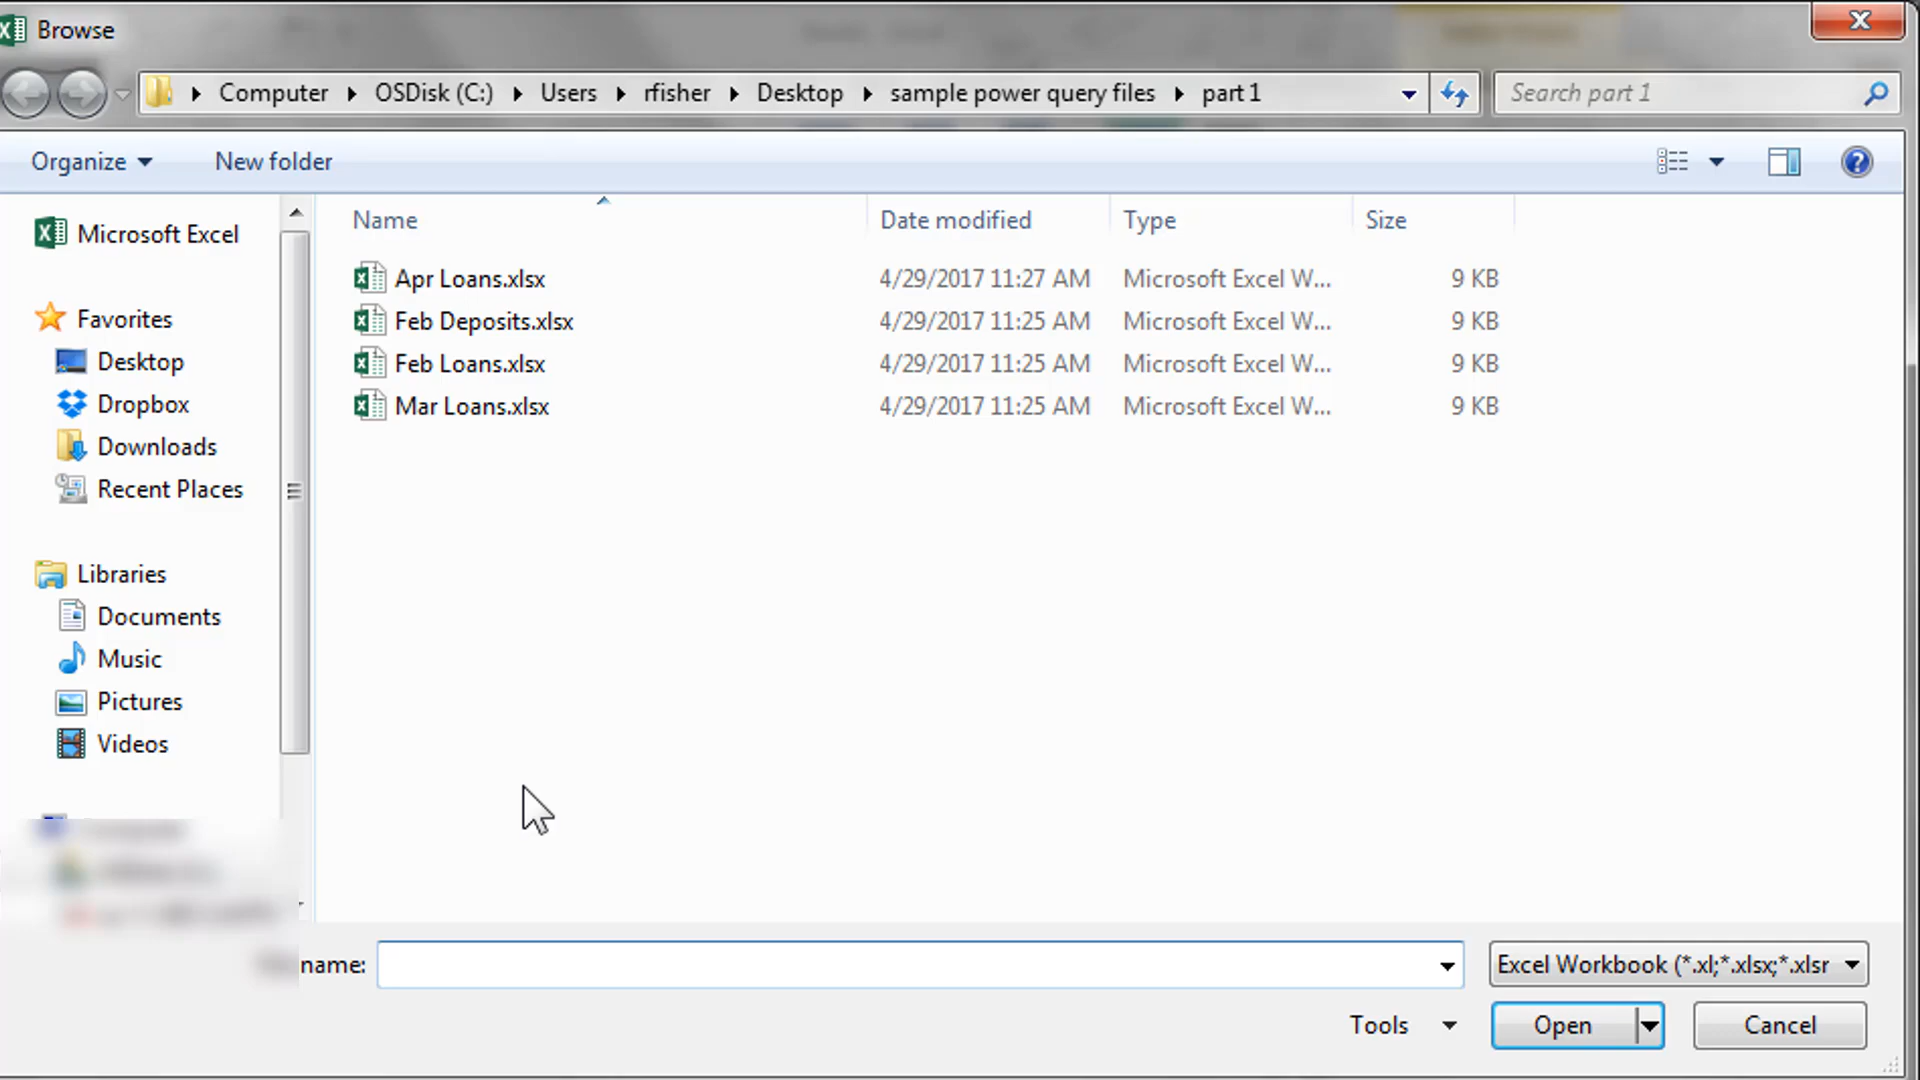 Browse
Computer OSDisk (C:) Users rfisher Desktop sample power query files part 1 Search part 1
Organize New folder
Microsoft Excel
Favorites
Desktop
Dropbox
Downloads
Recent Places
Libraries
Documents
Music
Pictures
Videos
Name Date modified Type Size
Apr Loans.xlsx 4/29/2017 11:27 AM Microsoft Excel W... 9 KB
Feb Deposits.xlsx 4/29/2017 11:25 AM Microsoft Excel W... 9 KB
Feb Loans.xlsx 4/29/2017 11:25 AM Microsoft Excel W... 9 KB
Mar Loans.xlsx 4/29/2017 11:25 AM Microsoft Excel W... 9 KB
name: Excel Workbook (*.xl;*.xlsx;*.xlsr
Tools Open Cancel